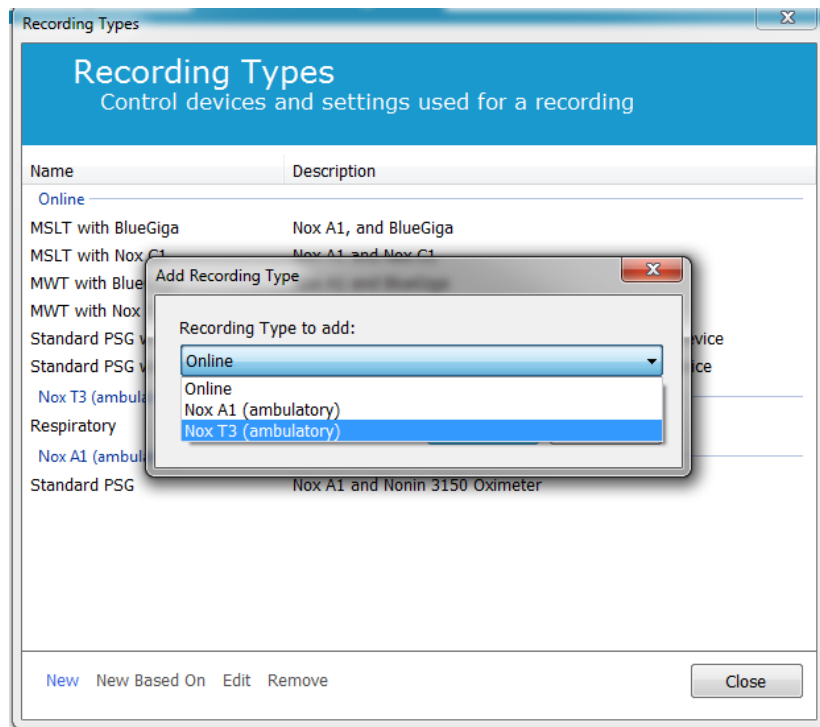 Recording Types
Recording Types
Control devices and settings used for a recording
Name Description
Online
MSLT with BlueGiga Nox A1, and BlueGiga
MSLT with Nox C1 Nox A1 and Nox C1
MWT with Blue
Add Recording Type
MWT with Nox
Recording Type to add:
Standard PSG
Online
Standard PSG
Online
Nox T3 (ambula
Nox A1 (ambulatory)
Respiratory
Nox T3 (ambulatory)
Nox A1 (ambula
Standard PSG Nox A1 and Nonin 3150 Oximeter
New New Based On Edit Remove
Close